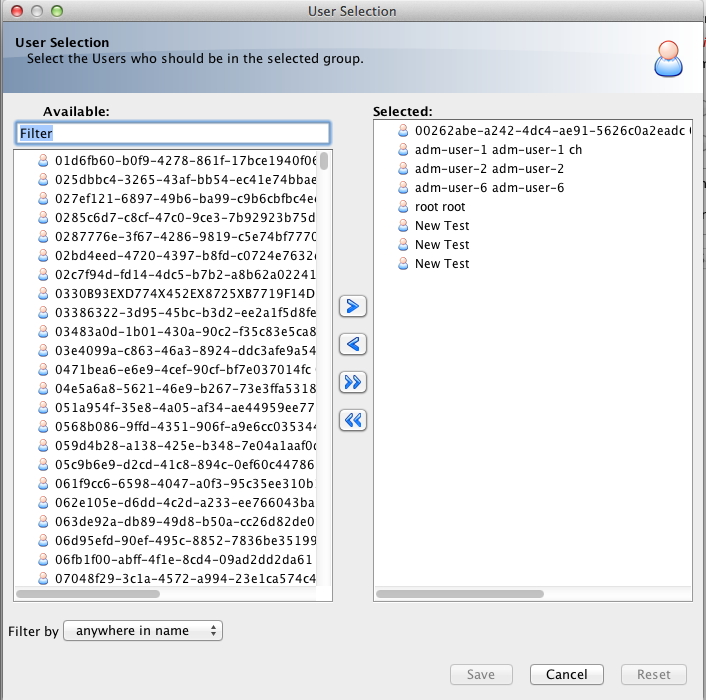 User Selection
User Selection
Select the Users who should be in the selected group.
Available:
Filter
01d6fb60-b0f9-4278-861f-17bce1940f06
025dbbc4-3265-43af-bb54-ec41e74bbae
027ef121-6897-49b6-ba99-c9b6cbfbc4e
0285c6d7-c8cf-47c0-9ce3-7b92923b75d
0287776e-3f67-4286-9819-c5e74bf7770
02bd4eed-4720-4397-b8fd-c0724e7632
02c7f94d-fd14-4dc5-b7b2-a8b62a02241
0330B93EXD774X452EX8725XB7719F14D
03386322-3d95-45bc-b3d2-ee2a1f5d8fe
03483a0d-1b01-430a-90c2-f35c83e5ca8
03e4099a-c863-46a3-8924-ddc3afe9a54
0471bea6-e6e9-4cef-90cf-bf7e037014fc
04e5a6a8-5621-46e9-b267-73e3ffa5318
051a954f-35e8-4a05-af34-ae44959ee77
0568b086-9ffd-4351-906f-a9e6cc035344
059d4b28-a138-425e-b348-7e04a1aaf0
05c9b6e9-d2cd-41c8-894c-0ef60c44786
061f9cc6-6598-4047-a0f3-95c35ee310b
062e105e-d6dd-4c2d-a233-ee766043ba
063de92a-db89-49d8-b50a-cc26d82de0
06d95efd-90ef-495c-8852-7836be35199
06fb1f00-abff-4f1e-8cd4-09ad2dd2da61
07048f29-3c1a-4572-a994-23e1ca574c4
Selected:
00262abe-a242-4dc4-ae91-5626c0a2eadc
adm-user-1 adm-user-1 ch
adm-user-2 adm-user-2
adm-user-6 adm-user-6
root root
New Test
New Test
New Test
Filter by anywhere in name
Save Cancel Reset